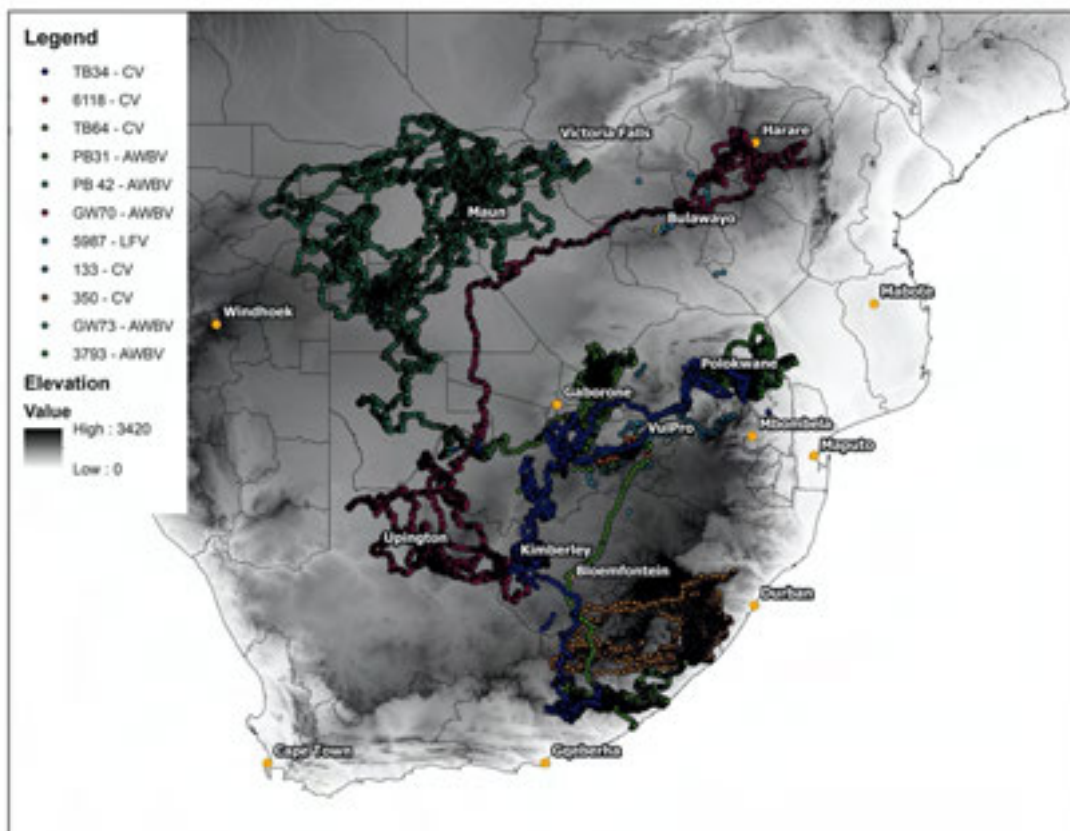 Legend
TB34 - CV
6118 - CV
TB64 - CV
PB31 - AWBV
PB 42 - AWBV
GW70 - AWBV
5987 - LFV
133 - CV
350 - CV
GW73 - AWBV
3793 - AWBV
Elevation
Value
High : 3420
Low : 0
Victoria Falls
Harare
Maun
Bulawayo
Mabote
Windhoek
Polokwane
Gaborone
VulPro
Mbombela
Maputo
Upington
Kimberley
Bloemfontein
Durban
Cape Town
Gqeberha